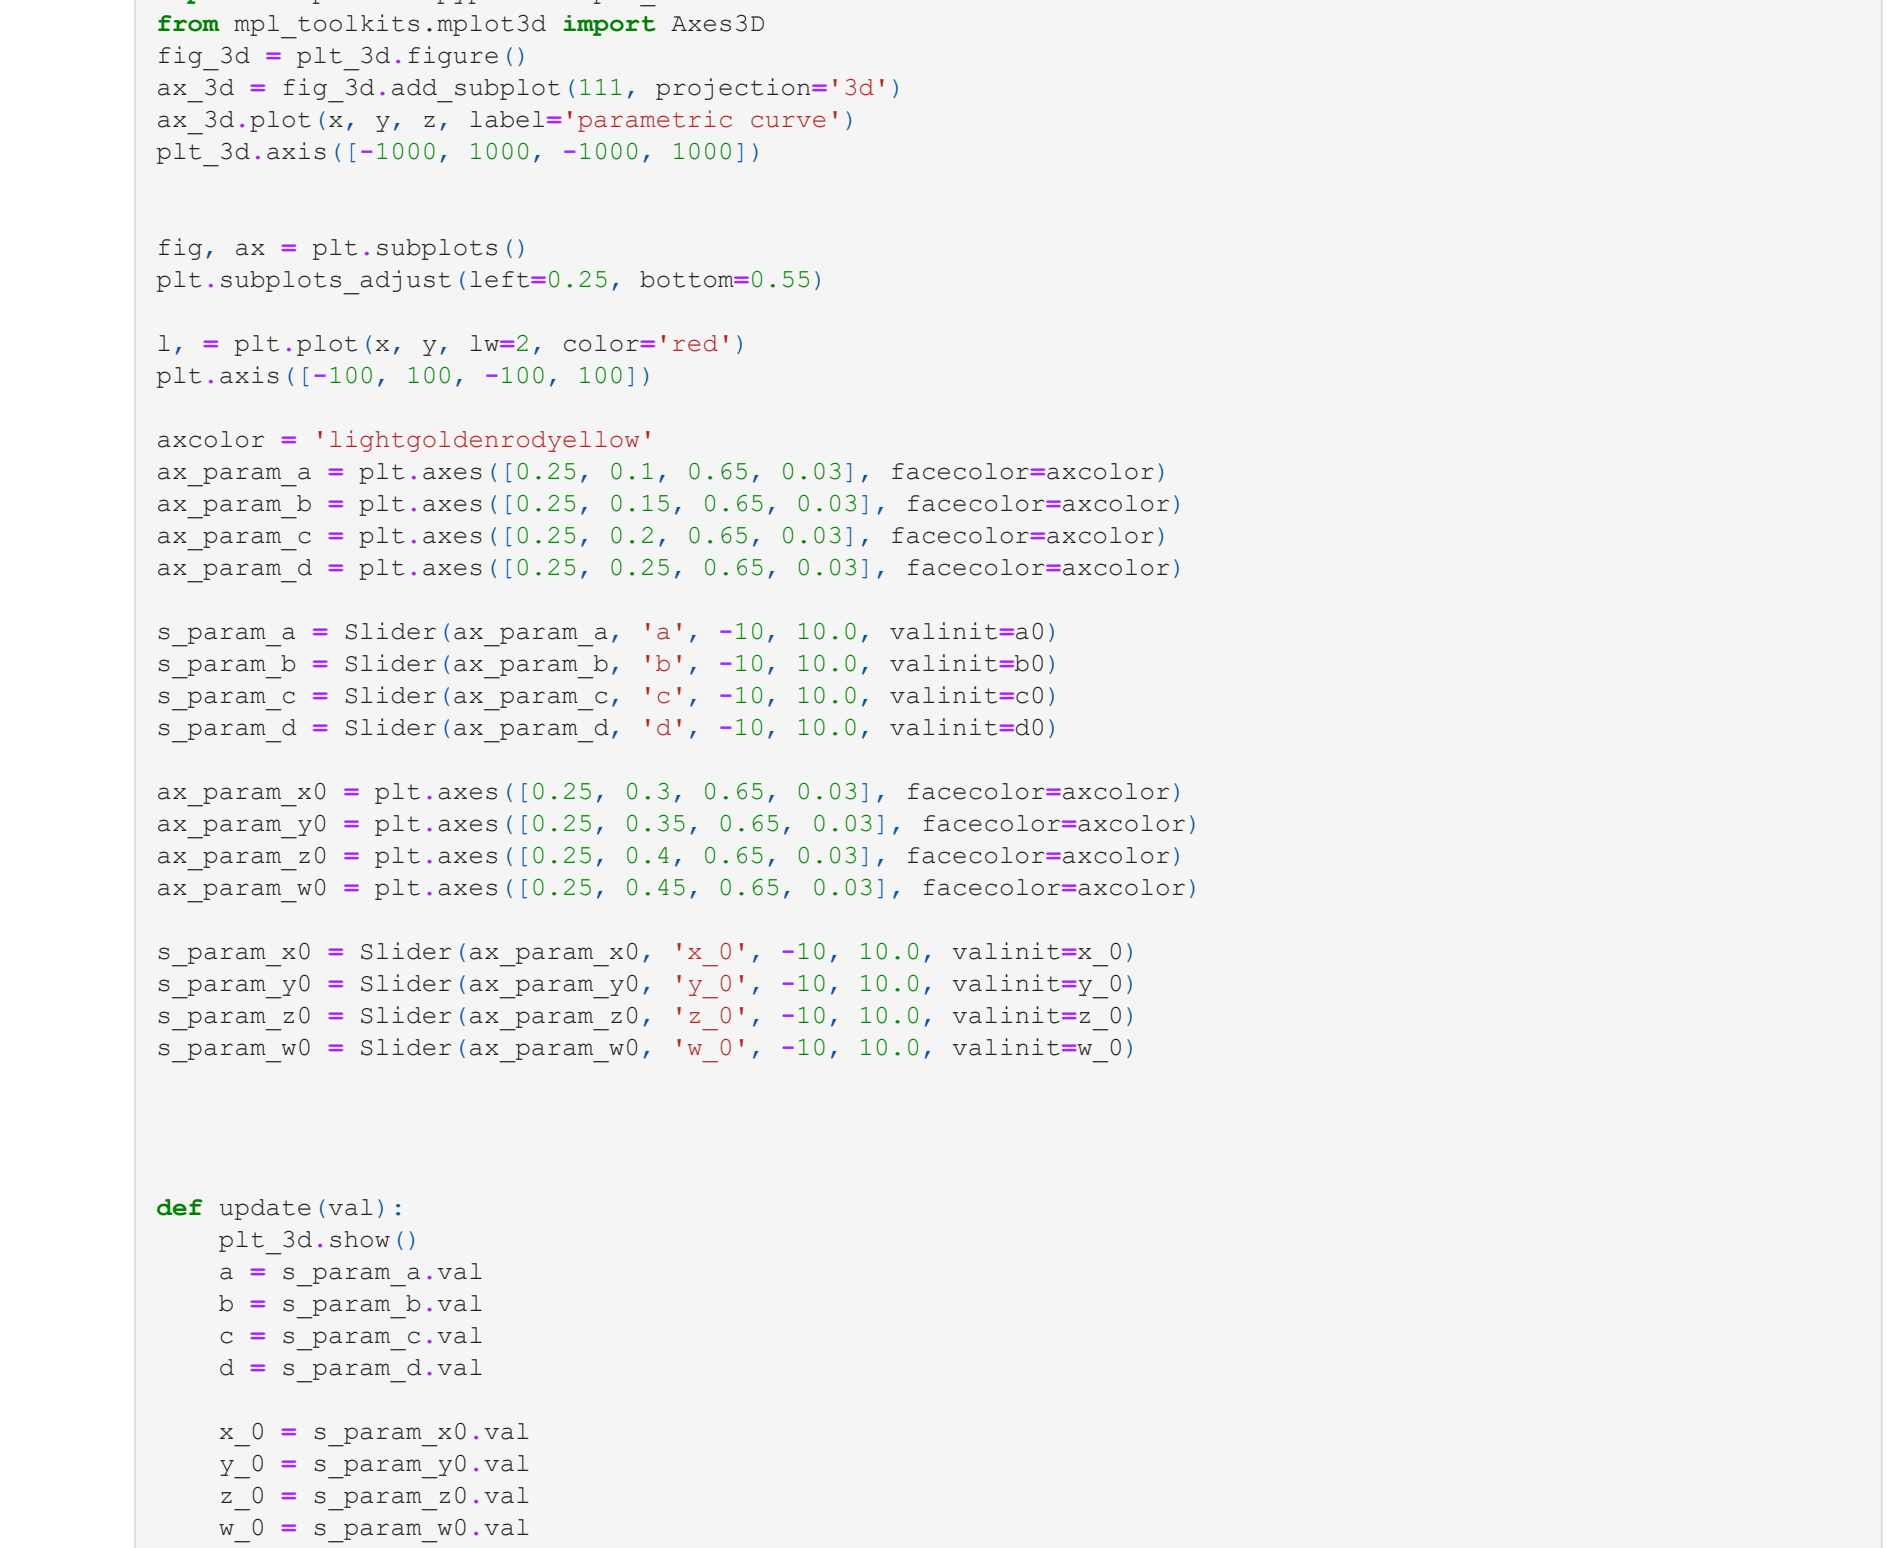 from mpl_toolkits.mplot3d import Axes3D
fig_3d = plt_3d.figure()
ax_3d = fig_3d.add_subplot(111, projection='3d')
ax_3d.plot(x, y, z, label='parametric curve')
plt_3d.axis([-1000, 1000, -1000, 1000])
fig, ax = plt.subplots()
plt.subplots_adjust(left=0.25, bottom=0.55)
l, = plt.plot(x, y, lw=2, color='red')
plt.axis([-100, 100, -100, 100])
axcolor = 'lightgoldenrodyellow'
ax_param_a = plt.axes([0.25, 0.1, 0.65, 0.03], facecolor=axcolor)
ax_param_b = plt.axes([0.25, 0.15, 0.65, 0.03], facecolor=axcolor)
ax_param_c = plt.axes([0.25, 0.2, 0.65, 0.03], facecolor=axcolor)
ax_param_d = plt.axes([0.25, 0.25, 0.65, 0.03], facecolor=axcolor)
s_param_a = Slider(ax_param_a, 'a', -10, 10.0, valinit=a0)
s_param_b = Slider(ax_param_b, 'b', -10, 10.0, valinit=b0)
s_param_c = Slider(ax_param_c, 'c', -10, 10.0, valinit=c0)
s_param_d = Slider(ax_param_d, 'd', -10, 10.0, valinit=d0)
ax_param_x0 = plt.axes([0.25, 0.3, 0.65, 0.03], facecolor=axcolor)
ax_param_y0 = plt.axes([0.25, 0.35, 0.65, 0.03], facecolor=axcolor)
ax_param_z0 = plt.axes([0.25, 0.4, 0.65, 0.03], facecolor=axcolor)
ax_param_w0 = plt.axes([0.25, 0.45, 0.65, 0.03], facecolor=axcolor)
s_param_x0 = Slider(ax_param_x0, 'x_0', -10, 10.0, valinit=x_0)
s_param_y0 = Slider(ax_param_y0, 'y_0', -10, 10.0, valinit=y_0)
s_param_z0 = Slider(ax_param_z0, 'z_0', -10, 10.0, valinit=z_0)
s_param_w0 = Slider(ax_param_w0, 'w_0', -10, 10.0, valinit=w_0)
def update(val):
    plt_3d.show()
    a = s_param_a.val
    b = s_param_b.val
    c = s_param_c.val
    d = s_param_d.val
    x_0 = s_param_x0.val
    y_0 = s_param_y0.val
    z_0 = s_param_z0.val
    w_0 = s_param_w0.val